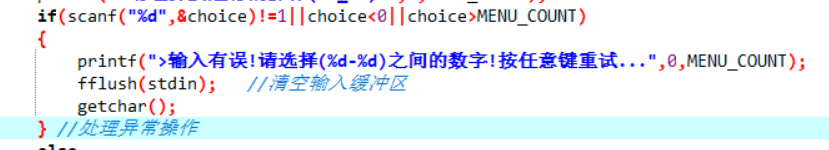 if(scanf("%d",&choice)!=1||choice<0||choice>MENU_COUNT)
{
printf(">输入有误!请选择(%d-%d)之间的数字!按任意键重试...",0,MENU_COUNT);
fflush(stdin); //清空输入缓冲区
getchar();
} //处理异常操作